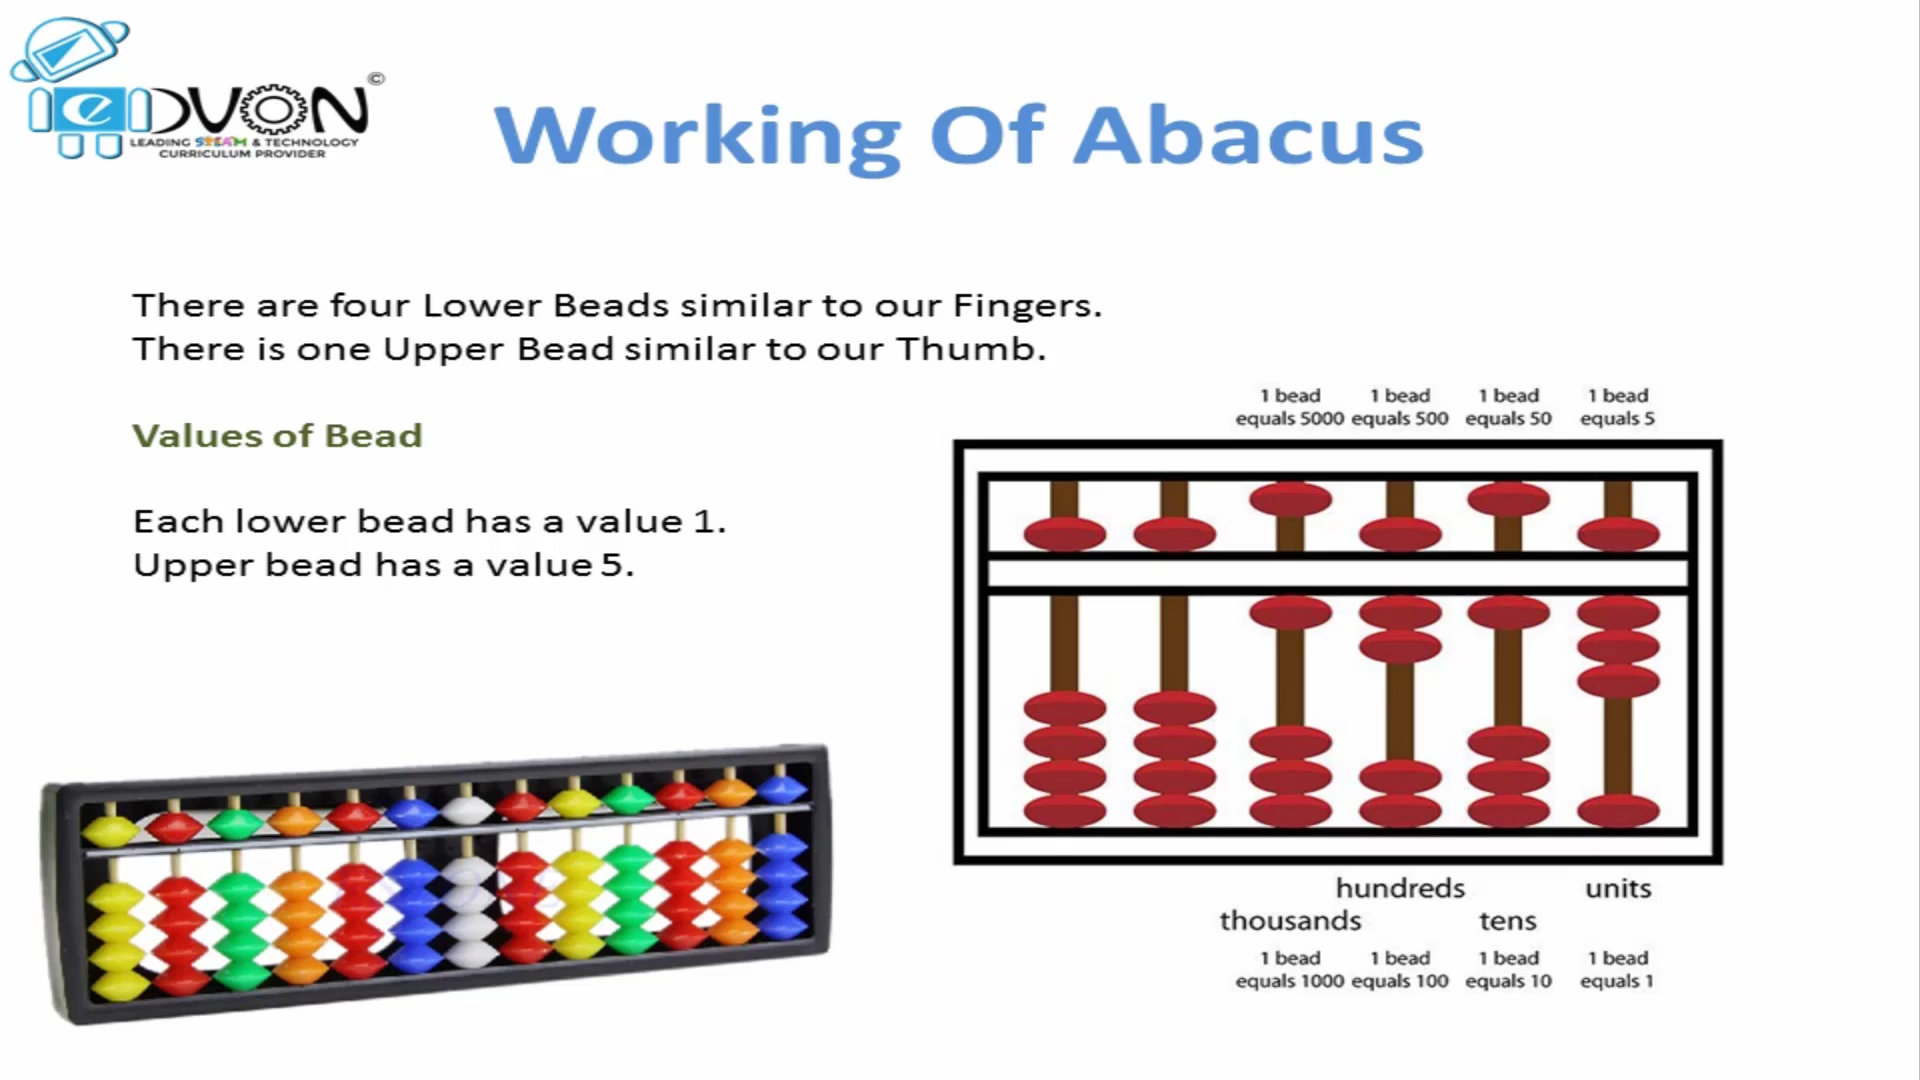 ©
eDVON
LEADING STEAM & TECHNOLOGY
CURRICULUM PROVIDER
Working Of Abacus
There are four Lower Beads similar to our Fingers.
There is one Upper Bead similar to our Thumb.
Values of Bead
Each lower bead has a value 1.
Upper bead has a value 5.
1 bead 1 bead 1 bead 1 bead
equals 5000 equals 500 equals 50 equals 5
hundreds units
thousands tens
1 bead 1 bead 1 bead 1 bead
equals 1000 equals 100 equals 10 equals 1